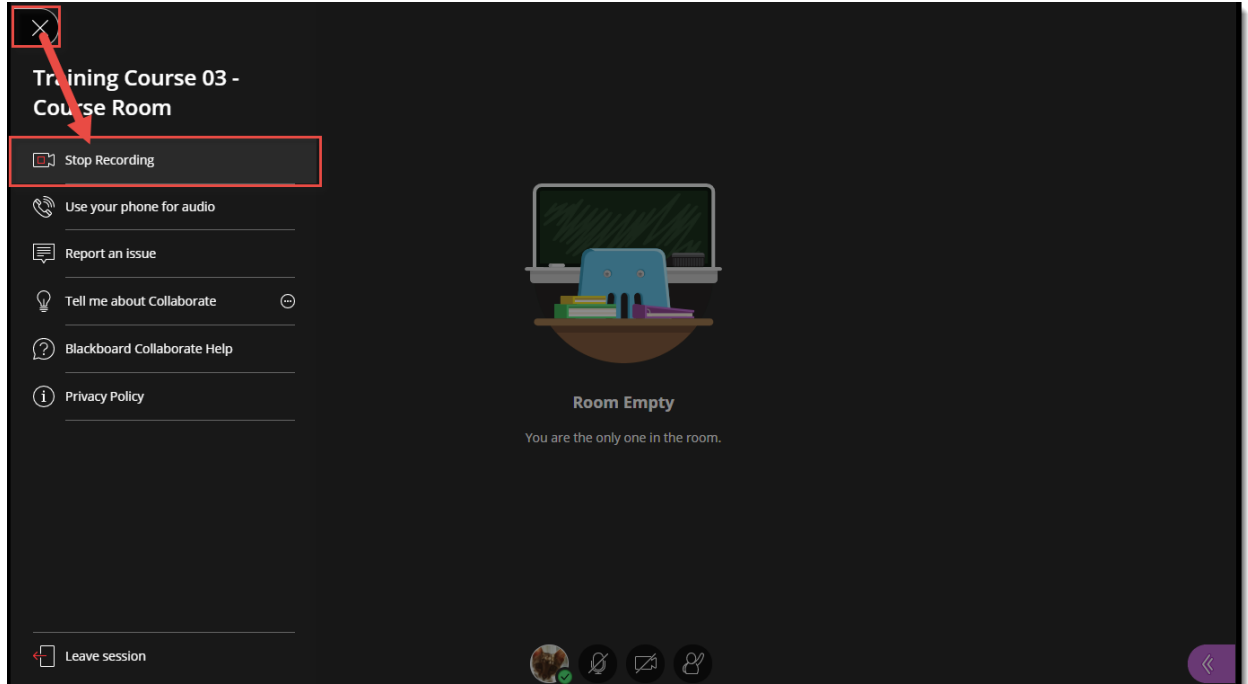 Training Course 03 -
Course Room
Stop Recording
Use your phone for audio
Report an issue
Tell me about Collaborate
Blackboard Collaborate Help
Privacy Policy
Room Empty
You are the only one in the room.
Leave session